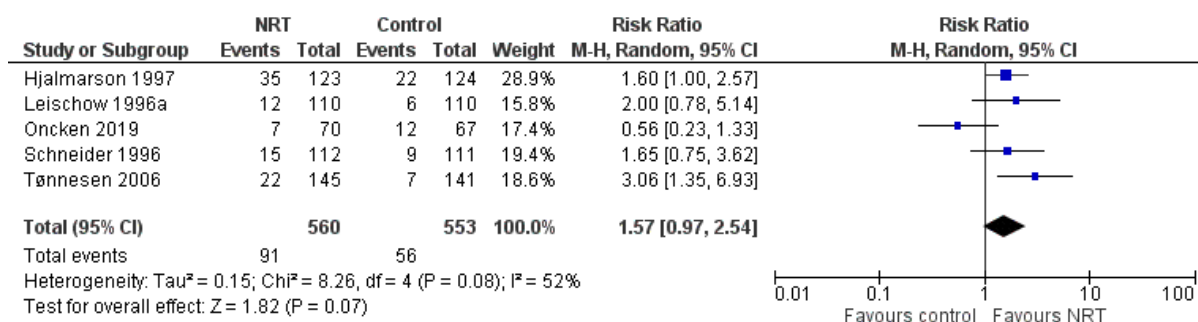 NRT Control Risk Ratio Risk Ratio
Study or Subgroup Events Total Events Total Weight M-H, Random, 95% CI M-H, Random, 95% CI
Hjalmarson 1997 35 123 22 124 28.9% 1.60 [1.00, 2.57]
Leischow 1996a 12 110 6 110 15.8% 2.00 [0.78, 5.14]
Oncken 2019 7 70 12 67 17.4% 0.56 [0.23, 1.33]
Schneider 1996 15 112 9 111 19.4% 1.65 [0.75, 3.62]
Tønnesen 2006 22 145 7 141 18.6% 3.06 [1.35, 6.93]
Total (95% CI) 560 553 100.0% 1.57 [0.97, 2.54]
Total events 91 56
Heterogeneity: Tau² = 0.15; Chi² = 8.26, df = 4 (P = 0.08); I² = 52%
Test for overall effect: Z = 1.82 (P = 0.07)
0.01 0.1 1 10 100
Favours control Favours NRT